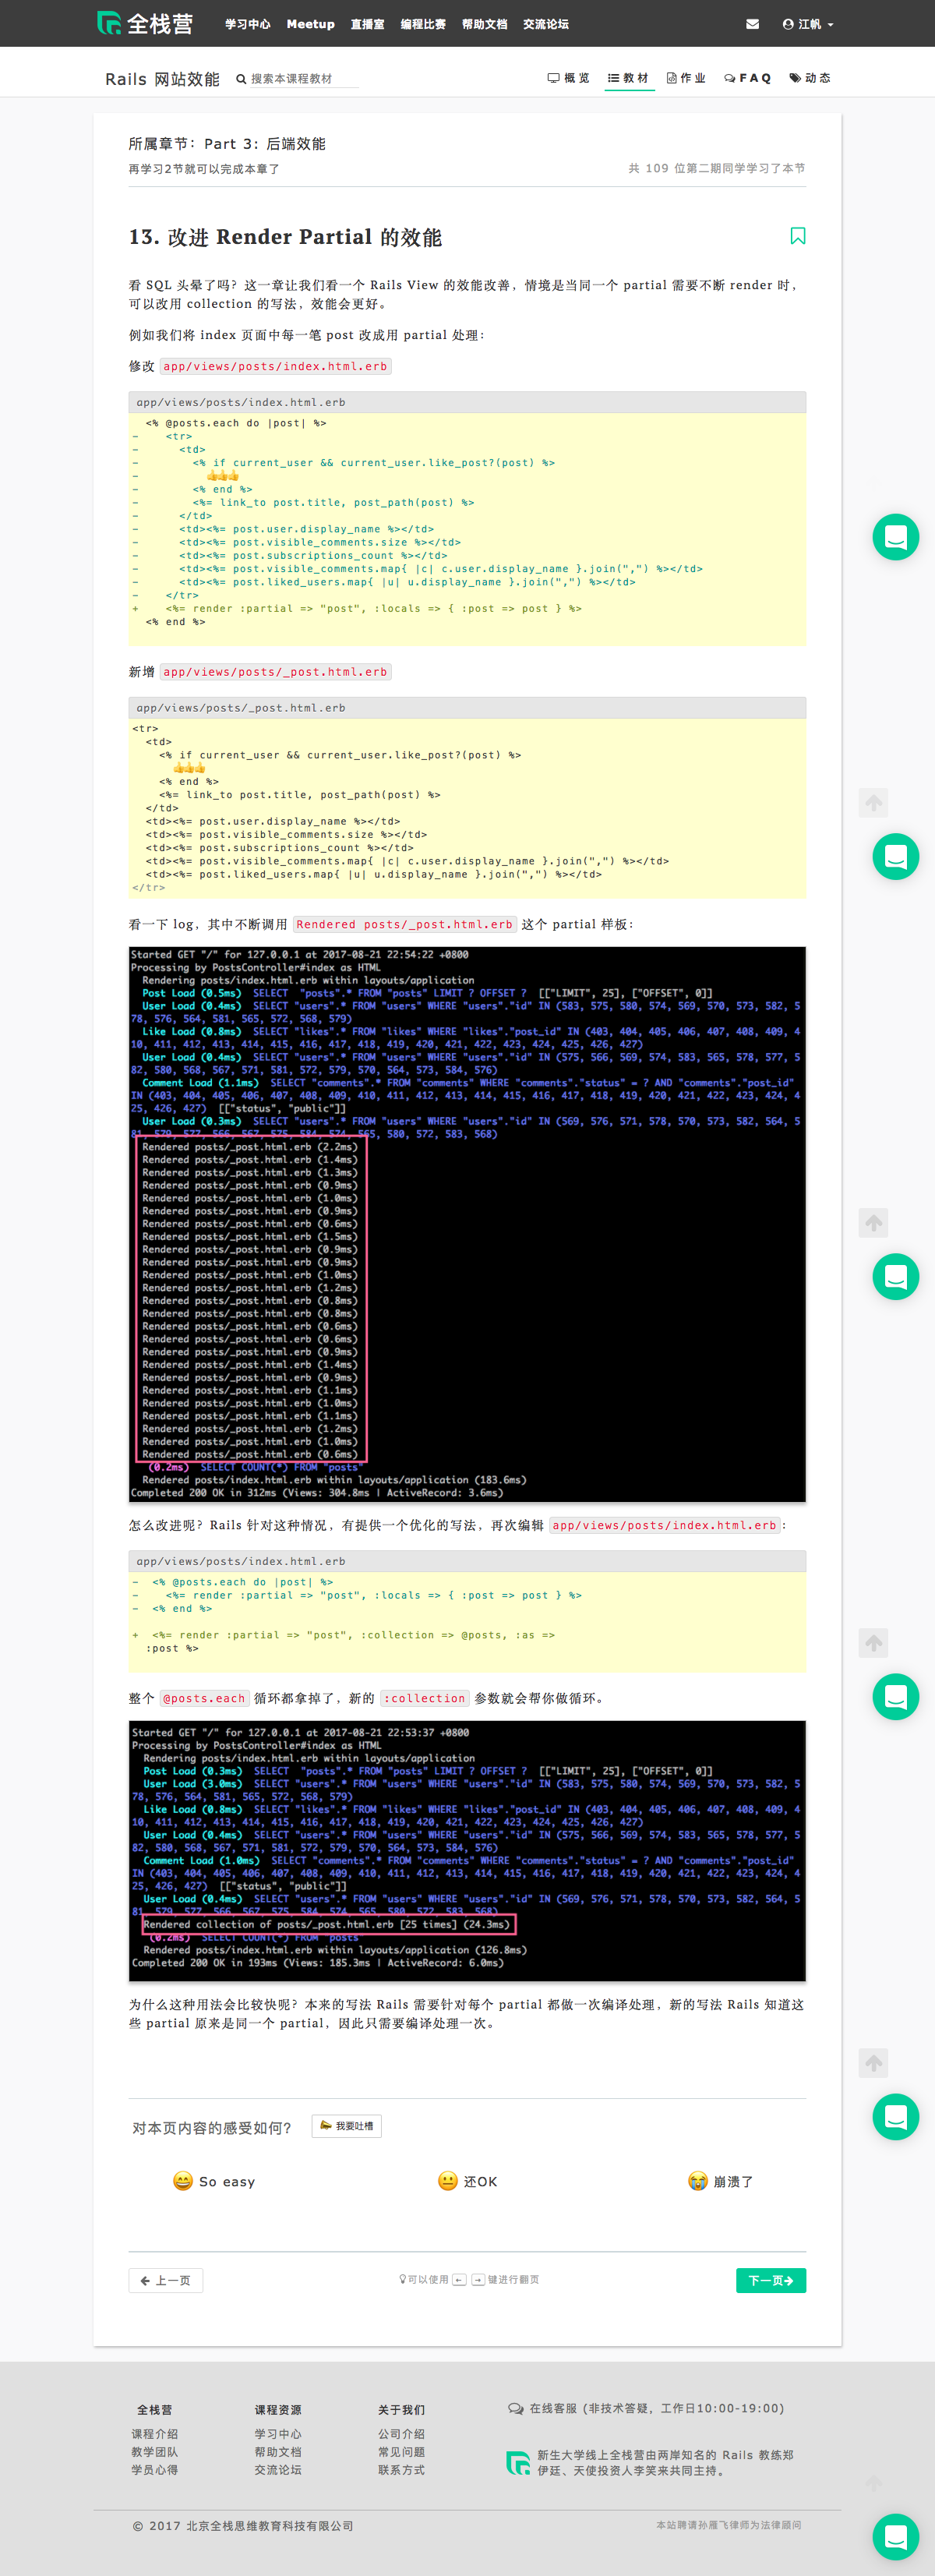 全栈营 学习中心 Meetup 直播室 编程比赛 帮助文档 交流论坛 江帆
Rails 网站效能 搜索本课程教材 概览 教材 作业 FAQ 动态
所属章节：Part 3: 后端效能
再学习2节就可以完成本章了 共 109 位第二期同学学习了本节
13. 改进 Render Partial 的效能
看 SQL 头晕了吗？这一章让我们看一个 Rails View 的效能改善，情境是当同一个 partial 需要不断 render 时，
可以改用 collection 的写法，效能会更好。
例如我们将 index 页面中每一笔 post 改成用 partial 处理：
修改 app/views/posts/index.html.erb
app/views/posts/index.html.erb
  <% @posts.each do |post| %>
-    <tr>
-      <td>
-        <% if current_user && current_user.like_post?(post) %>
-          👍👍👍
-        <% end %>
-        <%= link_to post.title, post_path(post) %>
-      </td>
-      <td><%= post.user.display_name %></td>
-      <td><%= post.visible_comments.size %></td>
-      <td><%= post.subscriptions_count %></td>
-      <td><%= post.visible_comments.map{ |c| c.user.display_name }.join(",") %></td>
-      <td><%= post.liked_users.map{ |u| u.display_name }.join(",") %></td>
-    </tr>
+    <%= render :partial => "post", :locals => { :post => post } %>
  <% end %>
新增 app/views/posts/_post.html.erb
app/views/posts/_post.html.erb
<tr>
  <td>
    <% if current_user && current_user.like_post?(post) %>
      👍👍👍
    <% end %>
    <%= link_to post.title, post_path(post) %>
  </td>
  <td><%= post.user.display_name %></td>
  <td><%= post.visible_comments.size %></td>
  <td><%= post.subscriptions_count %></td>
  <td><%= post.visible_comments.map{ |c| c.user.display_name }.join(",") %></td>
  <td><%= post.liked_users.map{ |u| u.display_name }.join(",") %></td>
</tr>
看一下 log，其中不断调用 Rendered posts/_post.html.erb 这个 partial 样板：
Started GET "/" for 127.0.0.1 at 2017-08-21 22:54:22 +0800
Processing by PostsController#index as HTML
  Rendering posts/index.html.erb within layouts/application
  Post Load (0.5ms)  SELECT  "posts".* FROM "posts" LIMIT ? OFFSET ?  [["LIMIT", 25], ["OFFSET", 0]]
  User Load (0.4ms)  SELECT "users".* FROM "users" WHERE "users"."id" IN (583, 575, 580, 574, 569, 570, 573, 582, 5
78, 576, 564, 581, 565, 572, 568, 579)
  Like Load (0.8ms)  SELECT "likes".* FROM "likes" WHERE "likes"."post_id" IN (403, 404, 405, 406, 407, 408, 409, 4
10, 411, 412, 413, 414, 415, 416, 417, 418, 419, 420, 421, 422, 423, 424, 425, 426, 427)
  User Load (0.4ms)  SELECT "users".* FROM "users" WHERE "users"."id" IN (575, 566, 569, 574, 583, 565, 578, 577, 5
82, 580, 568, 567, 571, 581, 572, 579, 570, 564, 573, 584, 576)
  Comment Load (1.1ms)  SELECT "comments".* FROM "comments" WHERE "comments"."status" = ? AND "comments"."post_id"
IN (403, 404, 405, 406, 407, 408, 409, 410, 411, 412, 413, 414, 415, 416, 417, 418, 419, 420, 421, 422, 423, 424, 4
25, 426, 427)  [["status", "public"]]
  User Load (0.3ms)  SELECT "users".* FROM "users" WHERE "users"."id" IN (569, 576, 571, 578, 570, 573, 582, 564, 5
81, 579, 577, 566, 567, 575, 584, 574, 565, 580, 572, 583, 568)
  Rendered posts/_post.html.erb (2.2ms)
  Rendered posts/_post.html.erb (1.4ms)
  Rendered posts/_post.html.erb (1.3ms)
  Rendered posts/_post.html.erb (0.9ms)
  Rendered posts/_post.html.erb (1.0ms)
  Rendered posts/_post.html.erb (0.9ms)
  Rendered posts/_post.html.erb (0.6ms)
  Rendered posts/_post.html.erb (1.5ms)
  Rendered posts/_post.html.erb (0.9ms)
  Rendered posts/_post.html.erb (0.9ms)
  Rendered posts/_post.html.erb (1.0ms)
  Rendered posts/_post.html.erb (1.2ms)
  Rendered posts/_post.html.erb (0.8ms)
  Rendered posts/_post.html.erb (0.8ms)
  Rendered posts/_post.html.erb (0.6ms)
  Rendered posts/_post.html.erb (0.6ms)
  Rendered posts/_post.html.erb (0.9ms)
  Rendered posts/_post.html.erb (1.4ms)
  Rendered posts/_post.html.erb (0.9ms)
  Rendered posts/_post.html.erb (1.1ms)
  Rendered posts/_post.html.erb (1.0ms)
  Rendered posts/_post.html.erb (1.1ms)
  Rendered posts/_post.html.erb (1.2ms)
  Rendered posts/_post.html.erb (1.0ms)
  Rendered posts/_post.html.erb (0.6ms)
   (0.2ms)  SELECT COUNT(*) FROM "posts"
  Rendered posts/index.html.erb within layouts/application (183.6ms)
Completed 200 OK in 312ms (Views: 304.8ms | ActiveRecord: 3.6ms)
怎么改进呢？Rails 针对这种情况，有提供一个优化的写法，再次编辑 app/views/posts/index.html.erb：
app/views/posts/index.html.erb
-  <% @posts.each do |post| %>
-    <%= render :partial => "post", :locals => { :post => post } %>
-  <% end %>
+  <%= render :partial => "post", :collection => @posts, :as =>
  :post %>
整个 @posts.each 循环都拿掉了，新的 :collection 参数就会帮你做循环。
Started GET "/" for 127.0.0.1 at 2017-08-21 22:53:37 +0800
Processing by PostsController#index as HTML
  Rendering posts/index.html.erb within layouts/application
  Post Load (0.3ms)  SELECT  "posts".* FROM "posts" LIMIT ? OFFSET ?  [["LIMIT", 25], ["OFFSET", 0]]
  User Load (3.0ms)  SELECT "users".* FROM "users" WHERE "users"."id" IN (583, 575, 580, 574, 569, 570, 573, 582, 5
78, 576, 564, 581, 565, 572, 568, 579)
  Like Load (0.8ms)  SELECT "likes".* FROM "likes" WHERE "likes"."post_id" IN (403, 404, 405, 406, 407, 408, 409, 4
10, 411, 412, 413, 414, 415, 416, 417, 418, 419, 420, 421, 422, 423, 424, 425, 426, 427)
  User Load (0.4ms)  SELECT "users".* FROM "users" WHERE "users"."id" IN (575, 566, 569, 574, 583, 565, 578, 577, 5
82, 580, 568, 567, 571, 581, 572, 579, 570, 564, 573, 584, 576)
  Comment Load (1.0ms)  SELECT "comments".* FROM "comments" WHERE "comments"."status" = ? AND "comments"."post_id"
IN (403, 404, 405, 406, 407, 408, 409, 410, 411, 412, 413, 414, 415, 416, 417, 418, 419, 420, 421, 422, 423, 424, 4
25, 426, 427)  [["status", "public"]]
  User Load (0.4ms)  SELECT "users".* FROM "users" WHERE "users"."id" IN (569, 576, 571, 578, 570, 573, 582, 564, 5
81, 579, 577, 566, 567, 575, 584, 574, 565, 580, 572, 583, 568)
  Rendered collection of posts/_post.html.erb [25 times] (24.3ms)
   (0.2ms)  SELECT COUNT(*) FROM "posts"
  Rendered posts/index.html.erb within layouts/application (126.8ms)
Completed 200 OK in 193ms (Views: 185.3ms | ActiveRecord: 6.0ms)
为什么这种用法会比较快呢？本来的写法 Rails 需要针对每个 partial 都做一次编译处理，新的写法 Rails 知道这
些 partial 原来是同一个 partial，因此只需要编译处理一次。
对本页内容的感受如何？ 我要吐槽
😄 So easy 😐 还OK 😭 崩溃了
← 上一页 可以使用 ← → 键进行翻页 下一页→
全栈营 课程资源 关于我们 在线客服 (非技术答疑，工作日10:00-19:00)
课程介绍 学习中心 公司介绍
教学团队 帮助文档 常见问题 新生大学线上全栈营由两岸知名的 Rails 教练郑
学员心得 交流论坛 联系方式 伊廷、天使投资人李笑来共同主持。
© 2017 北京全栈思维教育科技有限公司 本站聘请孙雁飞律师为法律顾问